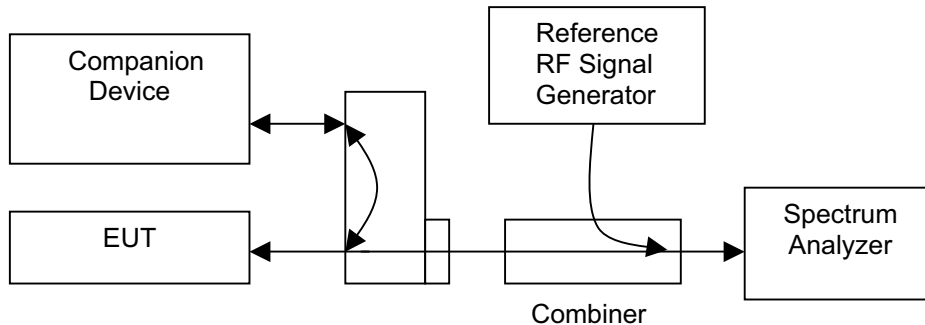 Companion
Device
Reference
RF Signal
Generator
EUT
Spectrum
Analyzer
Combiner